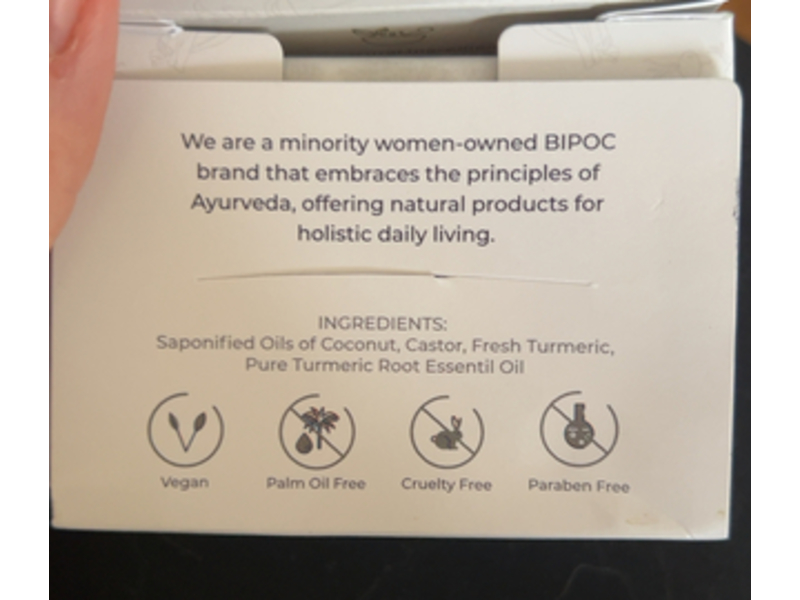 We are a minority women-owned BIPOC
brand that embraces the principles of
Ayurveda, offering natural products for
holistic daily living.
INGREDIENTS:
Saponified Oils of Coconut, Castor, Fresh Turmeric,
Pure Turmeric Root Essentil Oil
Vegan
Palm Oil Free
Cruelty Free
Paraben Free